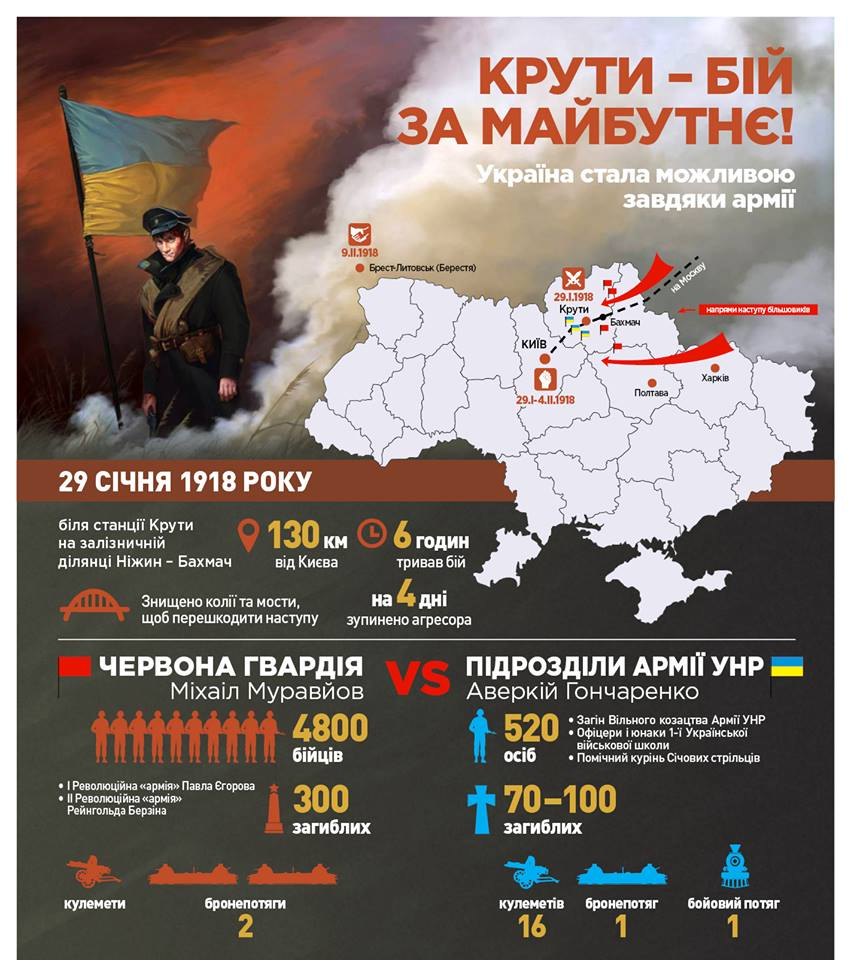 КРУТИ – БІЙ
ЗА МАЙБУТНЄ!
Україна стала можливою
завдяки армії
9.II.1918
Брест-Литовськ (Берестя)
29.I.1918
Крути
Бахмач
на Москву
напрями наступу більшовиків
КИЇВ
29.I-4.II.1918
Полтава
Харків
29 СІЧНЯ 1918 РОКУ
біля станції Крути
на залізничній
ділянці Ніжин – Бахмач
130 км
від Києва
6 годин
тривав бій
Знищено колії та мости,
щоб перешкодити наступу
на 4 дні
зупинено агресора
ЧЕРВОНА ГВАРДІЯ
Міхаіл Муравйов
VS
ПІДРОЗДІЛИ АРМІЇ УНР
Аверкій Гончаренко
4800
бійців
• I Революційна «армія» Павла Єгорова
• II Революційна «армія»
Рейнгольда Берзіна
300
загиблих
520
осіб
• Загін Вільного козацтва Армії УНР
• Офіцери і юнаки 1-ї Української
військової школи
• Помічний курінь Січових стрільців
70–100
загиблих
кулемети
бронепотяги
2
кулеметів
16
бронепотяг
1
бойовий потяг
1